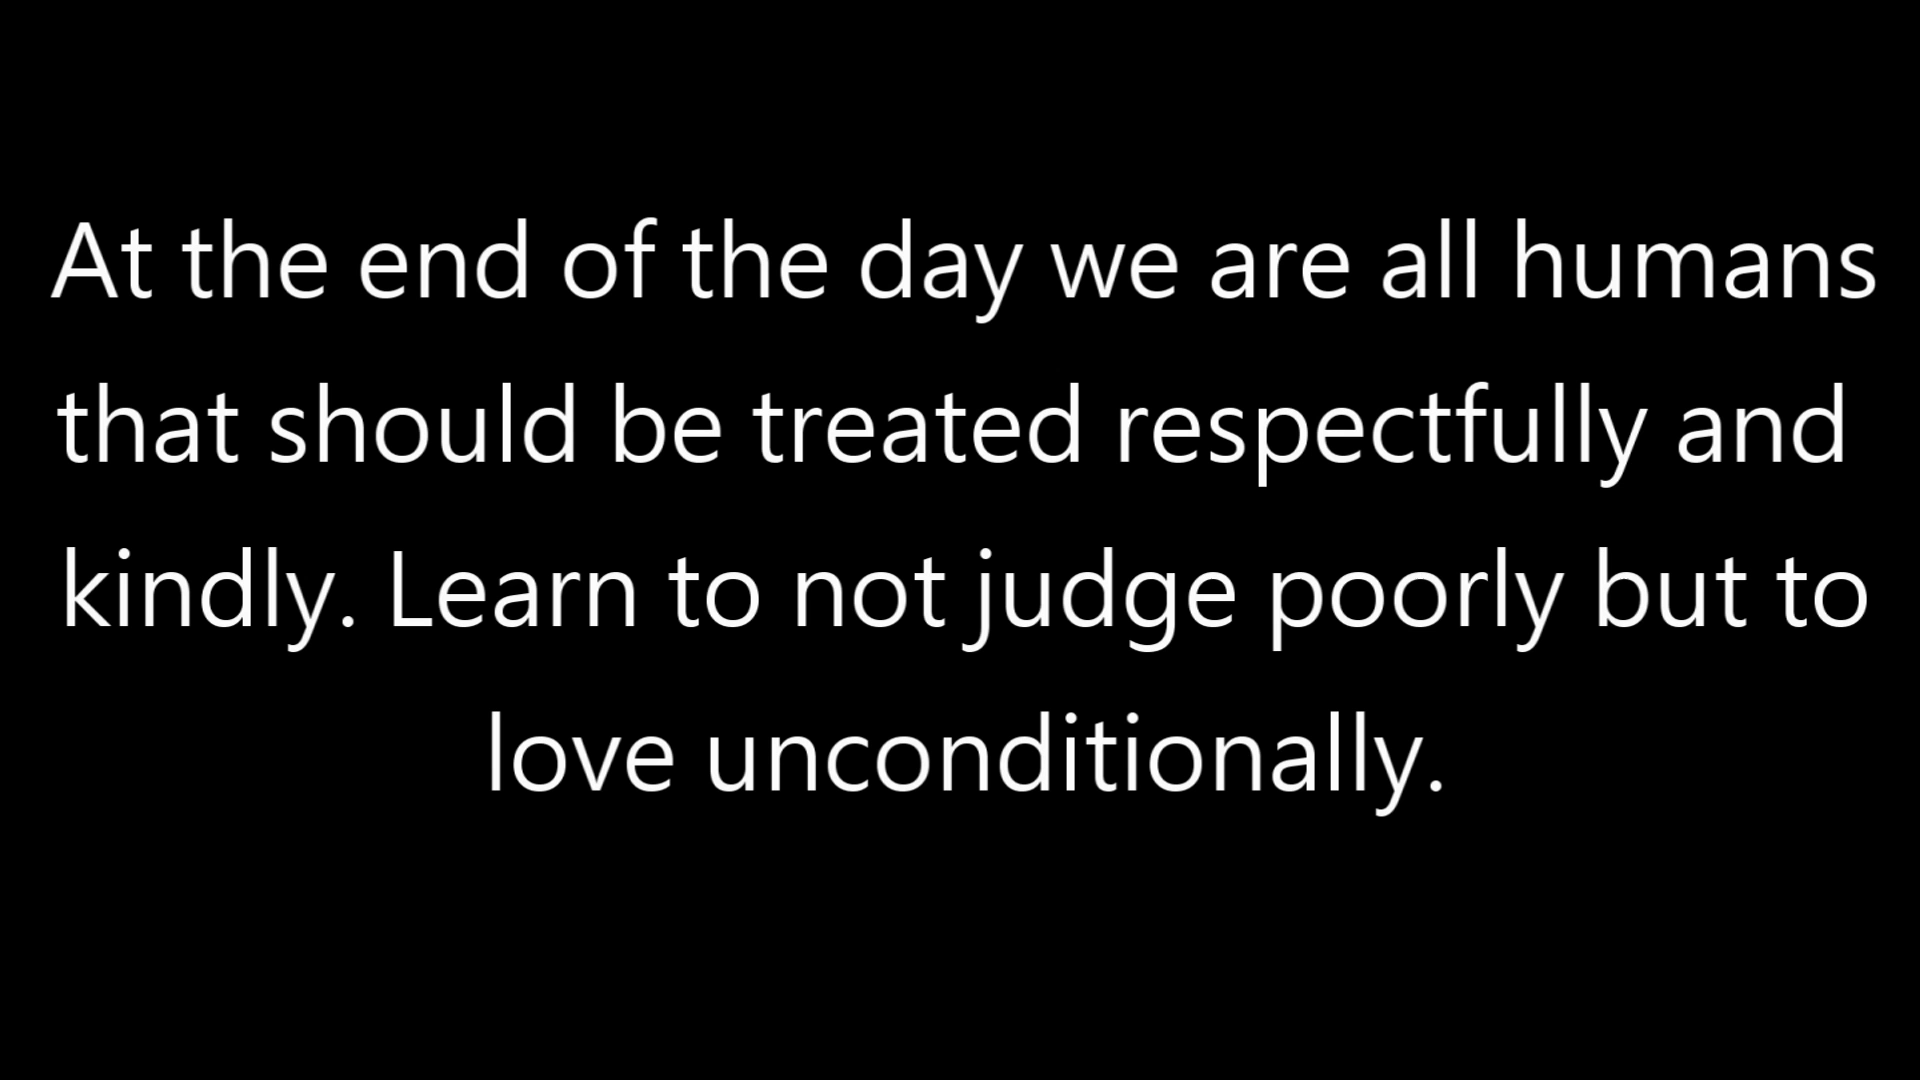 At the end of the day we are all humans
that should be treated respectfully and
kindly. Learn to not judge poorly but to
love unconditionally.